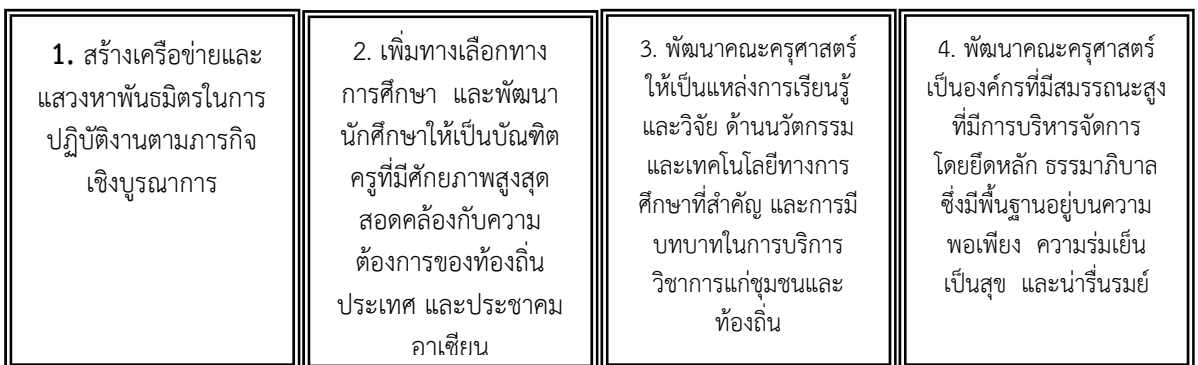 1. สร้างเครือข่ายและ
แสวงหาพันธมิตรในการ
ปฏิบัติงานตามภารกิจ
เชิงบูรณาการ
2. เพิ่มทางเลือกทาง
การศึกษา และพัฒนา
นักศึกษาให้เป็นบัณฑิต
ครูที่มีศักยภาพสูงสุด
สอดคล้องกับความ
ต้องการของท้องถิ่น
ประเทศ และประชาคม
อาเซียน
3. พัฒนาคณะครุศาสตร์
ให้เป็นแหล่งการเรียนรู้
และวิจัย ด้านนวัตกรรม
และเทคโนโลยีทางการ
ศึกษาที่สำคัญ และการมี
บทบาทในการบริการ
วิชาการแก่ชุมชนและ
ท้องถิ่น
4. พัฒนาคณะครุศาสตร์
เป็นองค์กรที่มีสมรรถนะสูง
ที่มีการบริหารจัดการ
โดยยึดหลัก ธรรมาภิบาล
ซึ่งมีพื้นฐานอยู่บนความ
พอเพียง ความร่มเย็น
เป็นสุข และน่ารื่นรมย์